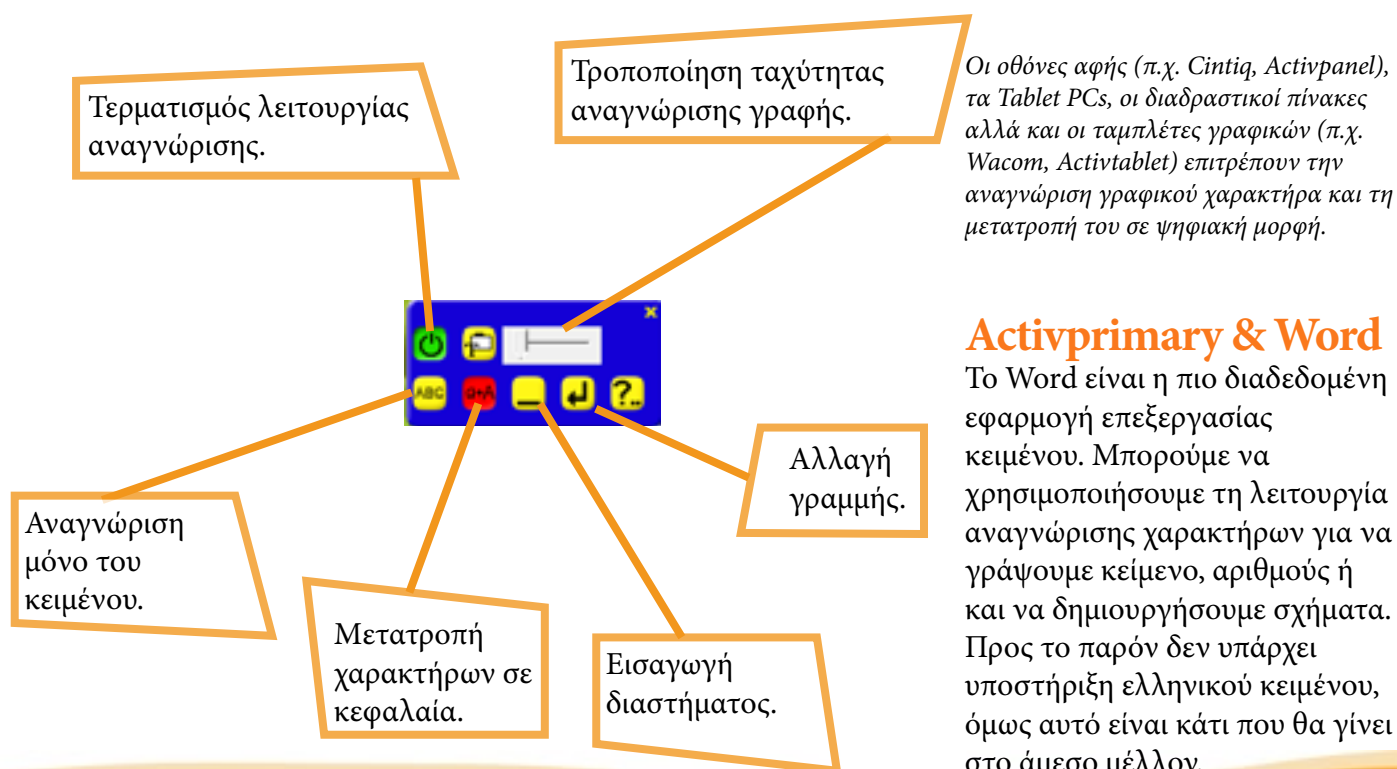 Τερματισμός λειτουργίας
αναγνώρισης.
Τροποποίηση ταχύτητας
αναγνώρισης γραφής.
Οι οθόνες αφής (π.χ. Cintiq, Activpanel),
τα Tablet PCs, οι διαδραστικοί πίνακες
αλλά και οι ταμπλέτες γραφικών (π.χ.
Wacom, Activtablet) επιτρέπουν την
αναγνώριση γραφικού χαρακτήρα και τη
μετατροπή του σε ψηφιακή μορφή.
ABC
a→A
?..
Αναγνώριση
μόνο του
κειμένου.
Μετατροπή
χαρακτήρων σε
κεφαλαία.
Εισαγωγή
διαστήματος.
Αλλαγή
γραμμής.
Activprimary & Word
Το Word είναι η πιο διαδεδομένη
εφαρμογή επεξεργασίας
κειμένου. Μπορούμε να
χρησιμοποιήσουμε τη λειτουργία
αναγνώρισης χαρακτήρων για να
γράψουμε κείμενο, αριθμούς ή
και να δημιουργήσουμε σχήματα.
Προς το παρόν δεν υπάρχει
υποστήριξη ελληνικού κειμένου,
όμως αυτό είναι κάτι που θα γίνει
στο άμεσο μέλλον.